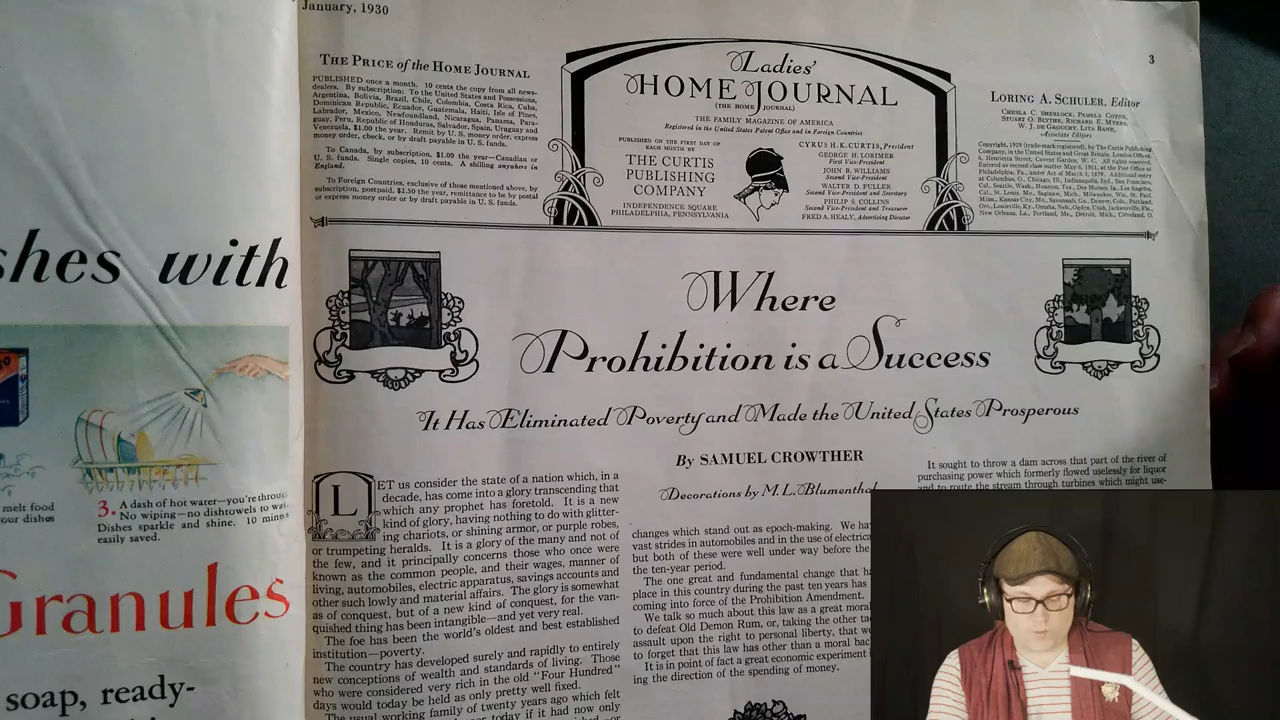 January, 1930
3
THE PRICE of the HOME JOURNAL
PUBLISHED once a month. 10 cents the copy from all news-
dealers. By subscription: To the United States and Possessions,
Argentina, Bolivia, Brazil, Chile, Colombia, Costa Rica, Cuba,
Dominican Republic, Ecuador, Guatemala, Haiti, Isle of Pines,
Labrador, Mexico, Newfoundland, Nicaragua, Panama, Para-
guay, Peru, Republic of Honduras, Salvador, Spain, Uruguay and
Venezuela, $1.00 the year. Remit by U. S. money order, express
money order, check, or by draft payable in U. S. funds.
To Canada, by subscription, $1.00 the year—Canadian or
U. S. funds. Single copies, 10 cents. A shilling anywhere in
England.
To Foreign Countries, exclusive of those mentioned above, by
subscription, postpaid, $2.50 the year, remittance to be by postal
or express money order or by draft payable in U. S. funds.
Ladies'
HOME JOURNAL
(THE HOME JOURNAL)
THE FAMILY MAGAZINE OF AMERICA
Registered in the United States Patent Office and in Foreign Countries
PUBLISHED ON THE FIRST DAY OF
EACH MONTH BY
THE CURTIS
PUBLISHING
COMPANY
INDEPENDENCE SQUARE
PHILADELPHIA, PENNSYLVANIA
CYRUS H. K. CURTIS, President
GEORGE H. LORIMER
First Vice-President
JOHN B. WILLIAMS
Second Vice-President
WALTER D. FULLER
Second Vice-President and Secretary
PHILIP S. COLLINS
Second Vice-President and Treasurer
FRED A. HEALY, Advertising Director
LORING A. SCHULER, Editor
CHESLA C. SHERLOCK, PAMELA COYNE,
STUART O. BLYTHE, RICHARD E. MYERS,
W. J. DE GROUCHY, LITA BANE,
Associate Editors
Copyright, 1929 (trade-mark registered), by The Curtis Publishing
Company, in the United States and Great Britain. London Offices,
6, Henrietta Street, Covent Garden, W. C. All rights reserved.
Entered as second class matter May 6, 1911, at the Post Office at
Philadelphia, Pa., under Act of March 3, 1879. Additional entry
at Columbus, O., Chicago, Ill., Indianapolis, Ind., San Francisco,
Cal., Seattle, Wash., Houston, Tex., Des Moines, Ia., Los Angeles,
Cal., St. Louis, Mo., Saginaw, Mich., Milwaukee, Wis., St. Paul,
Minn., Kansas City, Mo., Savannah, Ga., Denver, Colo., Portland,
Ore., Louisville, Ky., Omaha, Neb., Ogden, Utah, Jacksonville, Fla.,
New Orleans, La., Portland, Me., Detroit, Mich., Cleveland, O.
Where
Prohibition is a Success
It Has Eliminated Poverty and Made the United States Prosperous
By SAMUEL CROWTHER
Decorations by M. L. Blumenthal
LET us consider the state of a nation which, in a
decade, has come into a glory transcending that
which any prophet has foretold. It is a new
kind of glory, having nothing to do with glitter-
ing chariots, or shining armor, or purple robes,
or trumpeting heralds. It is a glory of the many and not of
the few, and it principally concerns those who once were
known as the common people, and their wages, manner of
living, automobiles, electric apparatus, savings accounts and
other such lowly and material affairs. The glory is somewhat
as of conquest, but of a new kind of conquest, for the van-
quished thing has been intangible—and yet very real.
The foe has been the world's oldest and best established
institution—poverty.
The country has developed surely and rapidly to entirely
new conceptions of wealth and standards of living. Those
who were considered very rich in the old "Four Hundred"
days would today be held as only pretty well fixed.
The usual working family of twenty years ago which felt
today if it had now only
changes which stand out as epoch-making. We ha
vast strides in automobiles and in the use of electrica
but both of these were well under way before the
the ten-year period.
The one great and fundamental change that ha
place in this country during the past ten years has
coming into force of the Prohibition Amendment.
We talk so much about this law as a great moral
to defeat Old Demon Rum, or, taking the other ta
assault upon the right to personal liberty, that we
to forget that this law has other than a moral bac
It is in point of fact a great economic experiment i
ing the direction of the spending of money.
It sought to throw a dam across that part of the river of
purchasing power which formerly flowed uselessly for liquor
and to route the stream through turbines which might use-
shes with
melt food
our dishes
3. A dash of hot water—you're throu
No wiping—no dishtowels to wa
Dishes sparkle and shine. 10 minu
easily saved.
Granules
soap, ready-